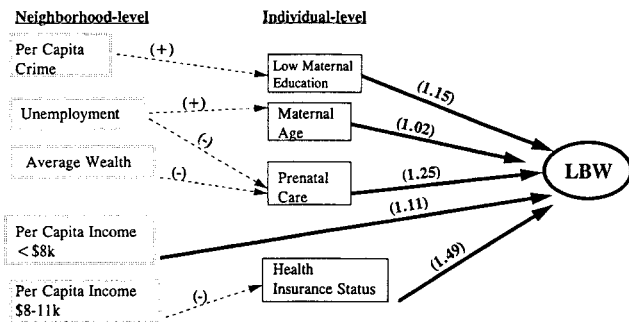 Neighborhood-level
Individual-level
Per Capita
Crime
(+)
Low Maternal
Education
(1.15)
Unemployment
(+)
Maternal
Age
(1.02)
(-)
Average Wealth
(-)
Prenatal
Care
(1.25)
LBW
Per Capita Income
<$8k
(1.11)
Per Capita Income
$8-11k
(-)
Health
Insurance Status
(1.49)